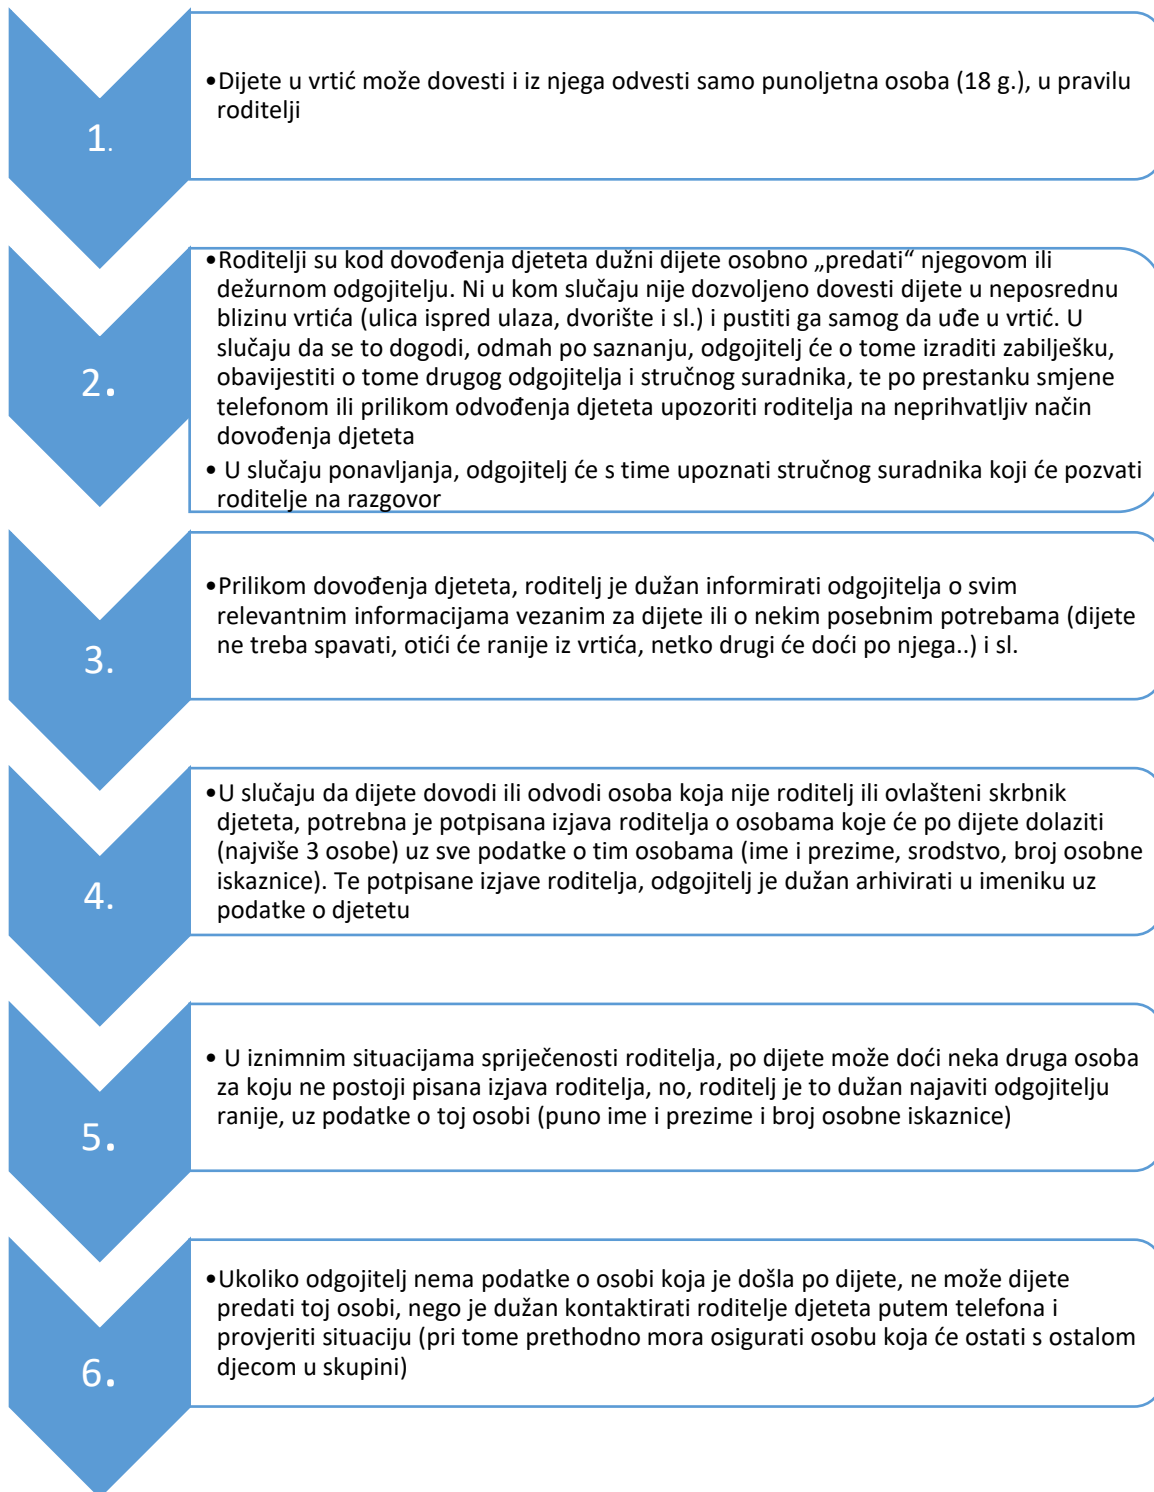 1.
•Dijete u vrtić može dovesti i iz njega odvesti samo punoljetna osoba (18 g.), u pravilu
roditelji
2.
•Roditelji su kod dovođenja djeteta dužni dijete osobno „predati“ njegovom ili
dežurnom odgojitelju. Ni u kom slučaju nije dozvoljeno dovesti dijete u neposrednu
blizinu vrtića (ulica ispred ulaza, dvorište i sl.) i pustiti ga samog da uđe u vrtić. U
slučaju da se to dogodi, odmah po saznanju, odgojitelj će o tome izraditi zabilješku,
obavijestiti o tome drugog odgojitelja i stručnog suradnika, te po prestanku smjene
telefonom ili prilikom odvođenja djeteta upozoriti roditelja na neprihvatljiv način
dovođenja djeteta
• U slučaju ponavljanja, odgojitelj će s time upoznati stručnog suradnika koji će pozvati
roditelje na razgovor
3.
•Prilikom dovođenja djeteta, roditelj je dužan informirati odgojitelja o svim
relevantnim informacijama vezanim za dijete ili o nekim posebnim potrebama (dijete
ne treba spavati, otići će ranije iz vrtića, netko drugi će doći po njega..) i sl.
4.
•U slučaju da dijete dovodi ili odvodi osoba koja nije roditelj ili ovlašteni skrbnik
djeteta, potrebna je potpisana izjava roditelja o osobama koje će po dijete dolaziti
(najviše 3 osobe) uz sve podatke o tim osobama (ime i prezime, srodstvo, broj osobne
iskaznice). Te potpisane izjave roditelja, odgojitelj je dužan arhivirati u imeniku uz
podatke o djetetu
5.
• U iznimnim situacijama spriječenosti roditelja, po dijete može doći neka druga osoba
za koju ne postoji pisana izjava roditelja, no, roditelj je to dužan najaviti odgojitelju
ranije, uz podatke o toj osobi (puno ime i prezime i broj osobne iskaznice)
6.
•Ukoliko odgojitelj nema podatke o osobi koja je došla po dijete, ne može dijete
predati toj osobi, nego je dužan kontaktirati roditelje djeteta putem telefona i
provjeriti situaciju (pri tome prethodno mora osigurati osobu koja će ostati s ostalom
djecom u skupini)